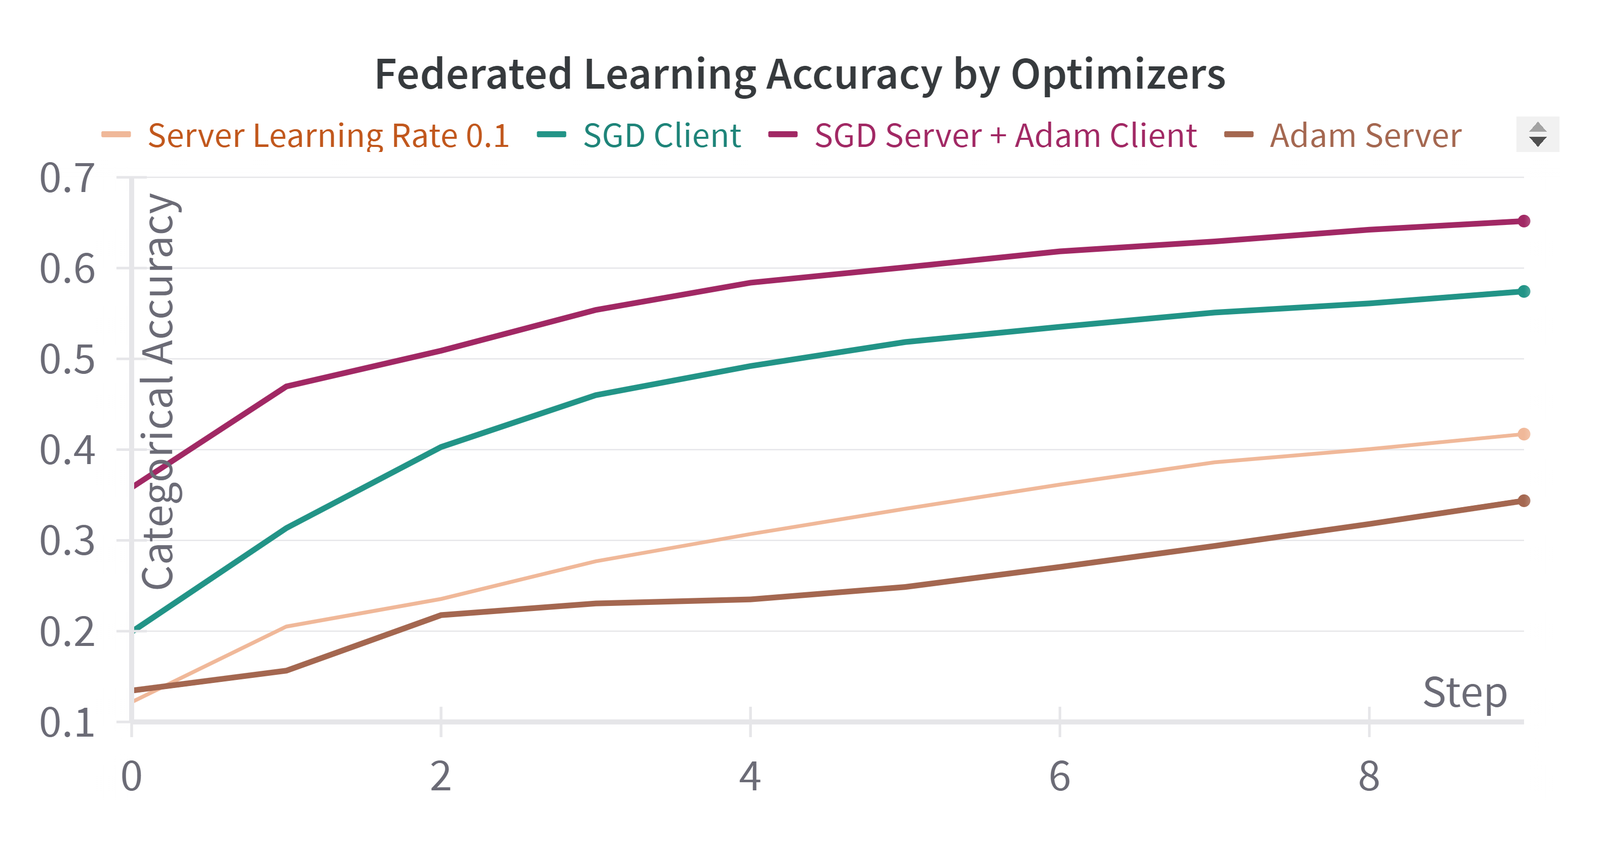 Federated Learning Accuracy by Optimizers
Server Learning Rate 0.1 SGD Client SGD Server + Adam Client Adam Server
Categorical Accuracy
0.7
0.6
0.5
0.4
0.3
0.2
0.1
Step
0 2 4 6 8